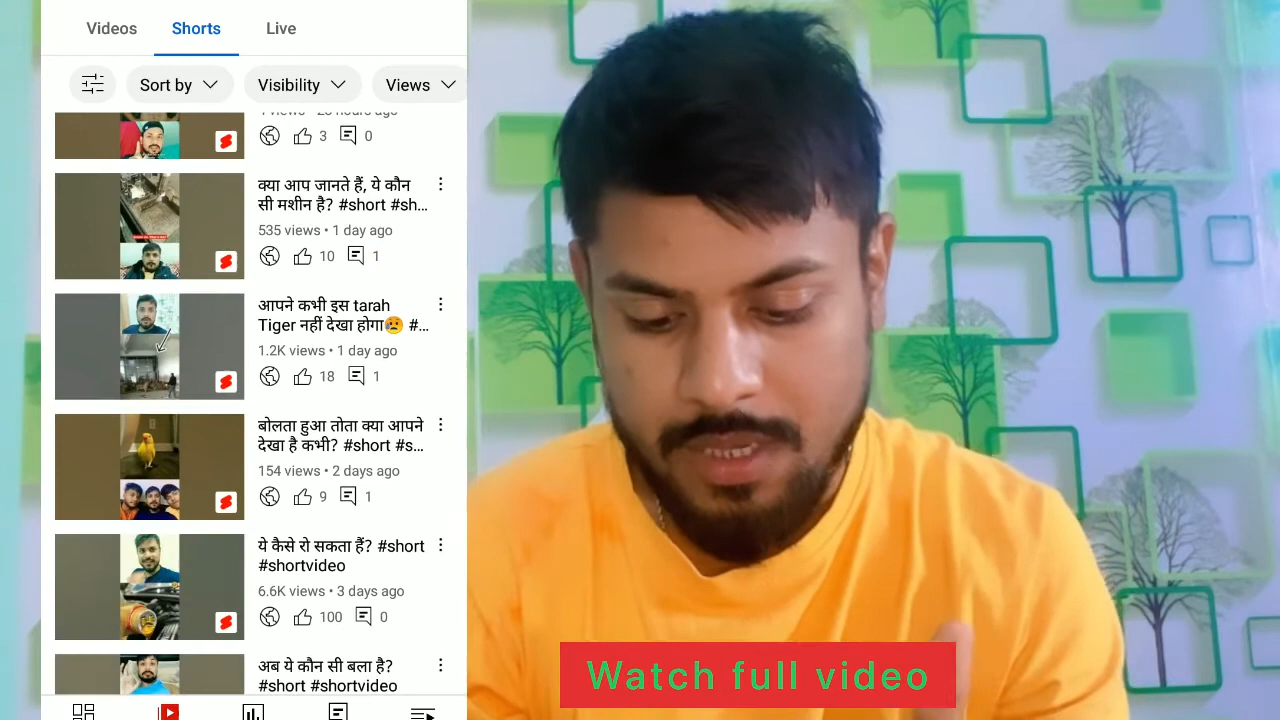 Videos Shorts Live
Sort by Visibility Views
3 0
क्या आप जानते हैं, ये कौन
सी मशीन है? #short #sh...
535 views • 1 day ago
10 1
आपने कभी इस tarah
Tiger नहीं देखा होगा😥 #...
1.2K views • 1 day ago
18 1
बोलता हुआ तोता क्या आपने
देखा है कभी? #short #s...
154 views • 2 days ago
9 1
ये कैसे रो सकता हैं? #short
#shortvideo
6.6K views • 3 days ago
100 0
अब ये कौन सी बला है?
#short #shortvideo
Watch full video